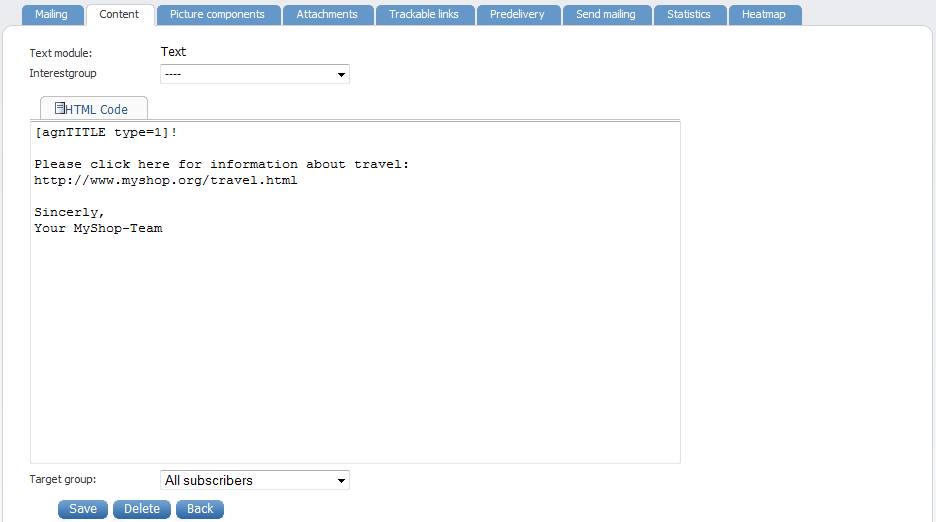 Mailing Content Picture components Attachments Trackable links Predelivery Send mailing Statistics Heatmap
Text module: Text
Interestgroup ----
HTML Code
[agnTITLE type=1]!
Please click here for information about travel:
http://www.myshop.org/travel.html
Sincerly,
Your MyShop-Team
Target group: All subscribers
Save Delete Back